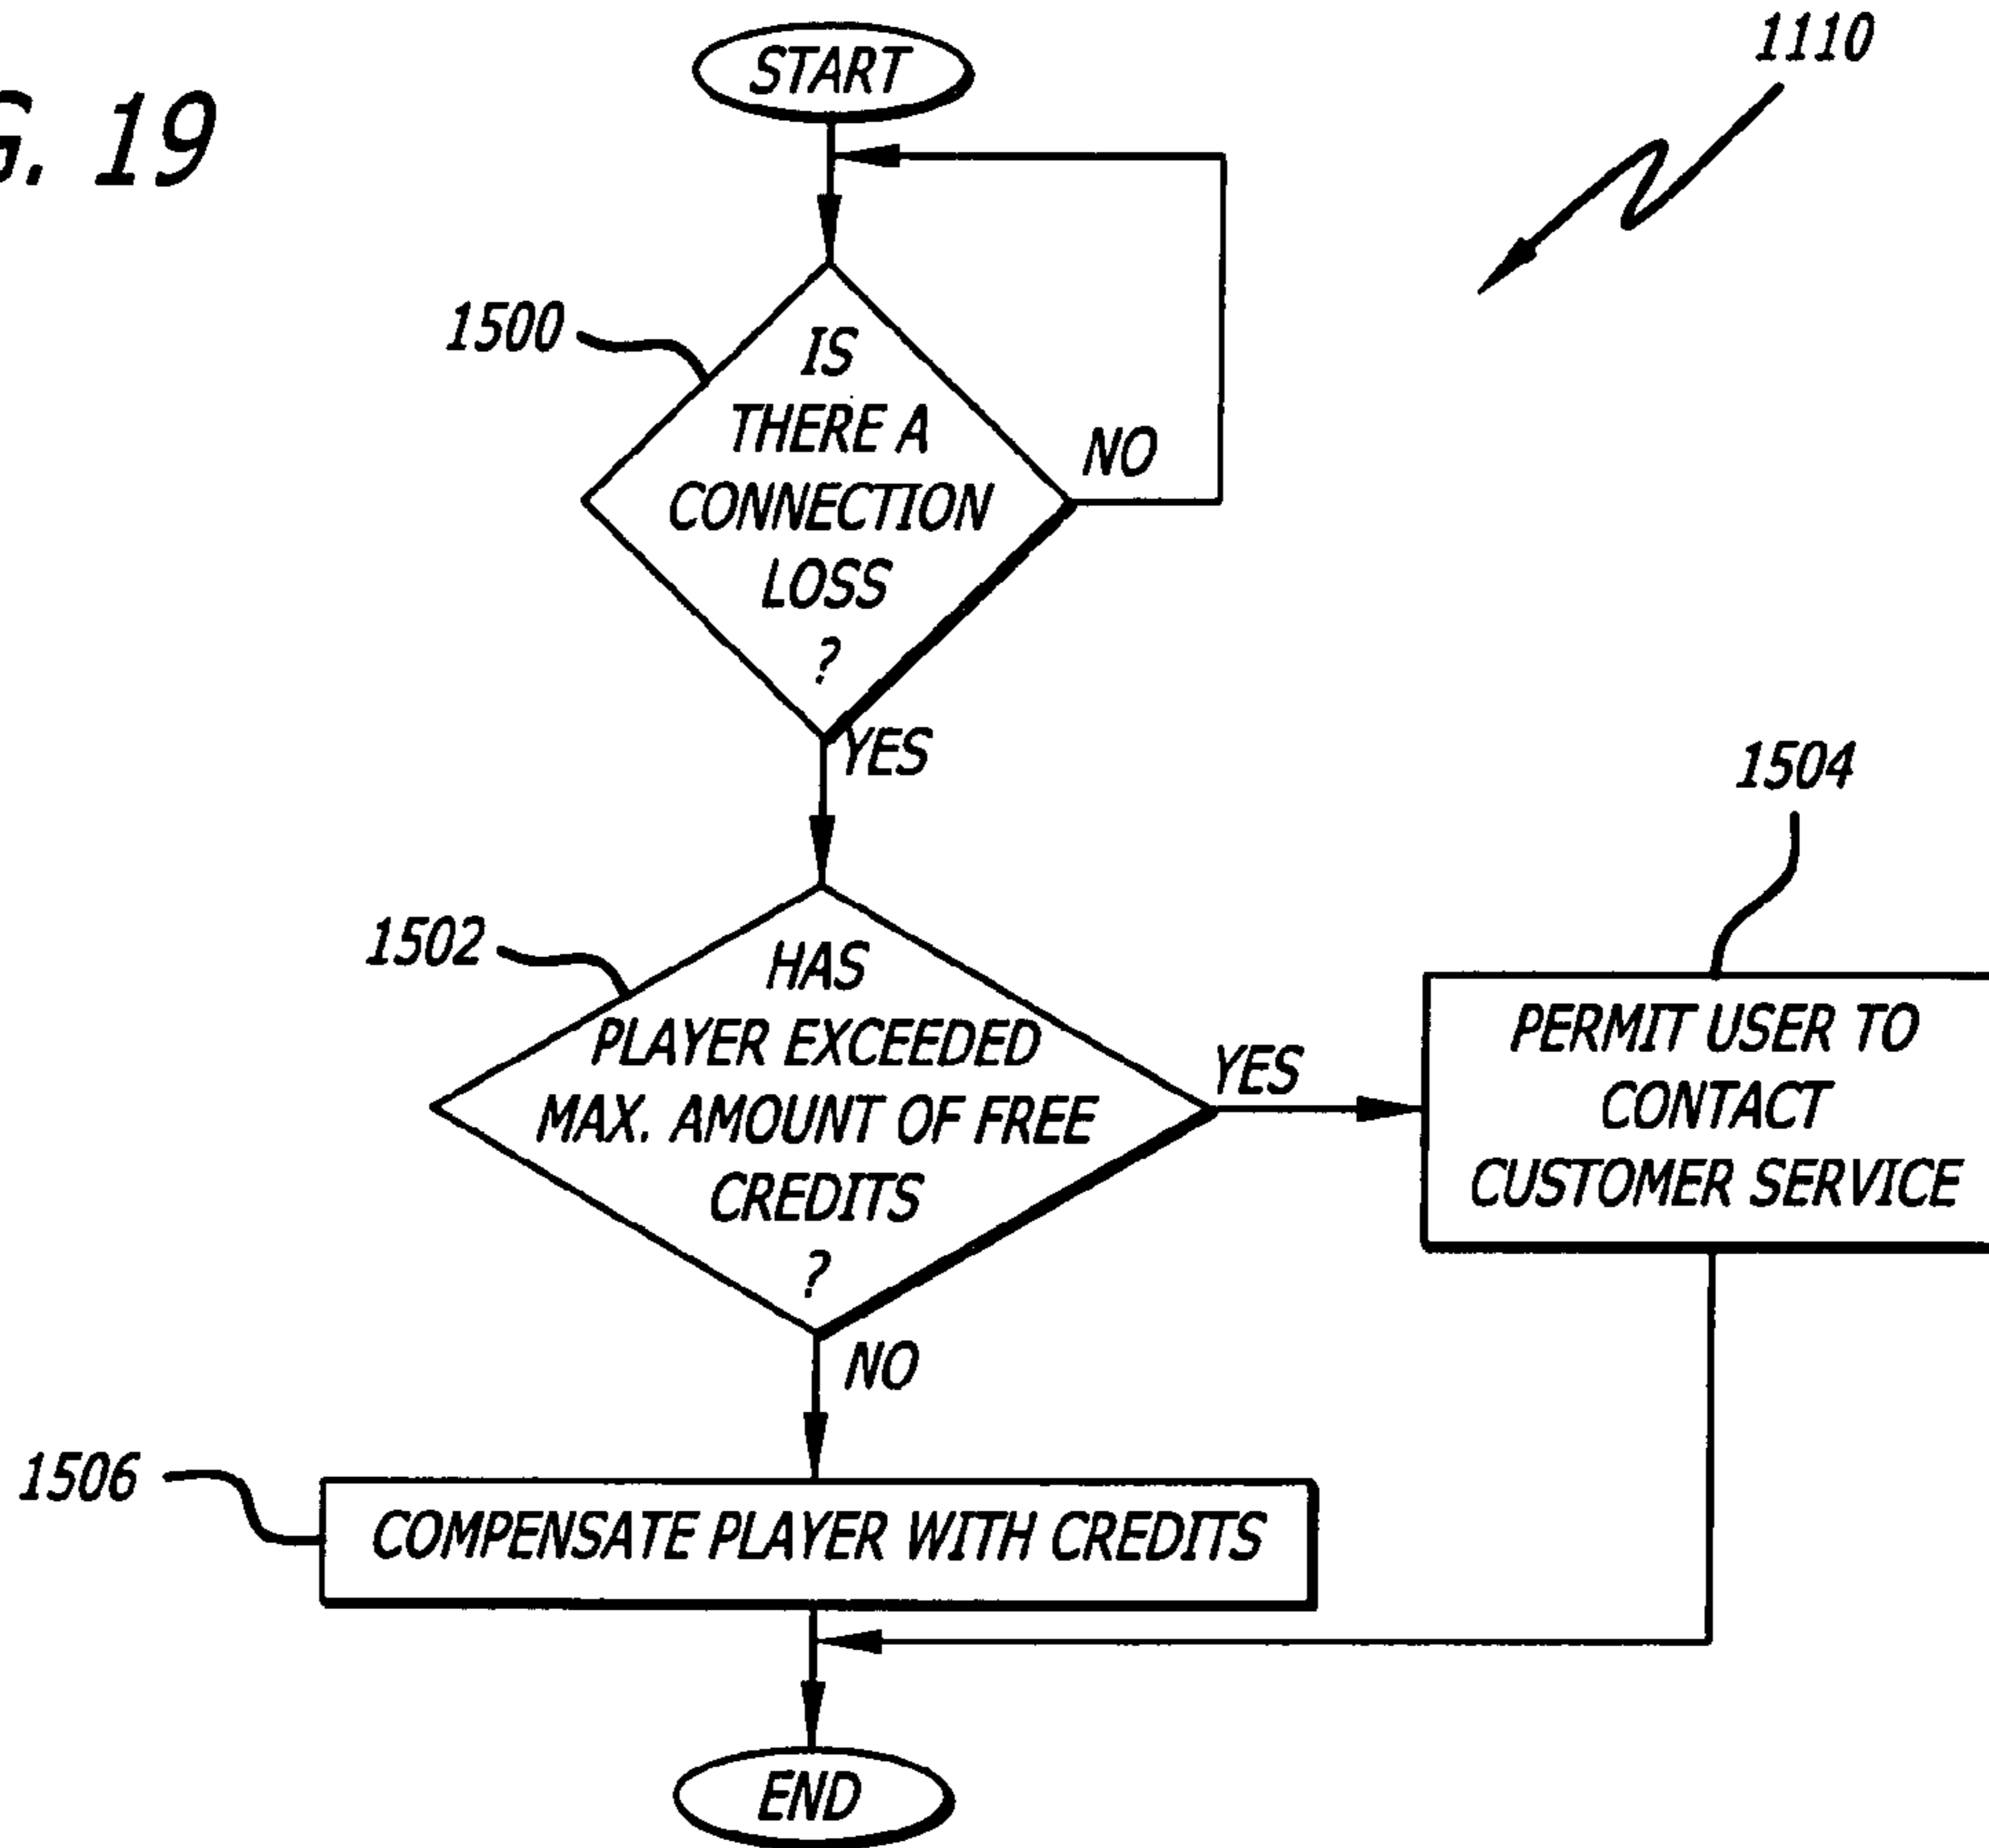 G. 19
1110
START
1500
IS
THERE A
CONNECTION
LOSS
?
NO
YES
1502
HAS
PLAYER EXCEEDED
MAX. AMOUNT OF FREE
CREDITS
?
YES
1504
PERMIT USER TO
CONTACT
CUSTOMER SERVICE
NO
1506
COMPENSATE PLAYER WITH CREDITS
END